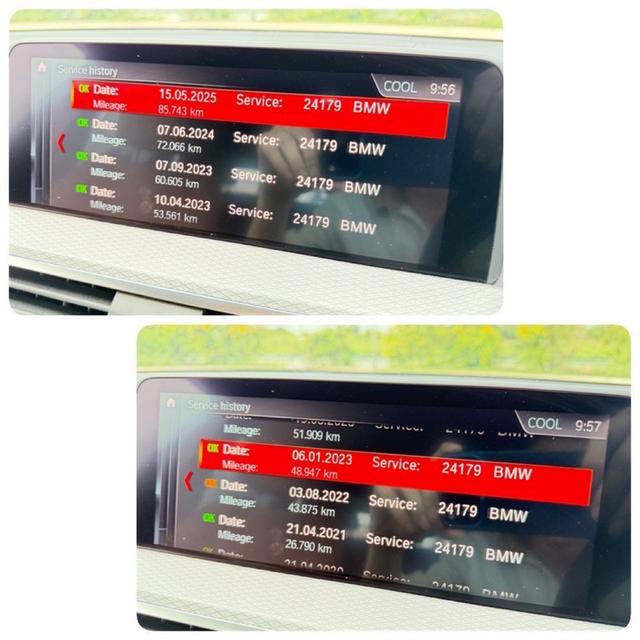 Service history
COOL 9:56
OK Date: 15.05.2025 Service: 24179 BMW
Mileage: 85.743 km
OK Date: 07.06.2024 Service: 24179 BMW
Mileage: 72.066 km
OK Date: 07.09.2023 Service: 24179 BMW
Mileage: 60.605 km
OK Date: 10.04.2023 Service: 24179 BMW
Mileage: 53.561 km
Service history
COOL 9:57
Mileage: 51.909 km
OK Date: 06.01.2023 Service: 24179 BMW
Mileage: 48.947 km
OK Date: 03.08.2022 Service: 24179 BMW
Mileage: 43.875 km
OK Date: 21.04.2021 Service: 24179 BMW
Mileage: 26.790 km